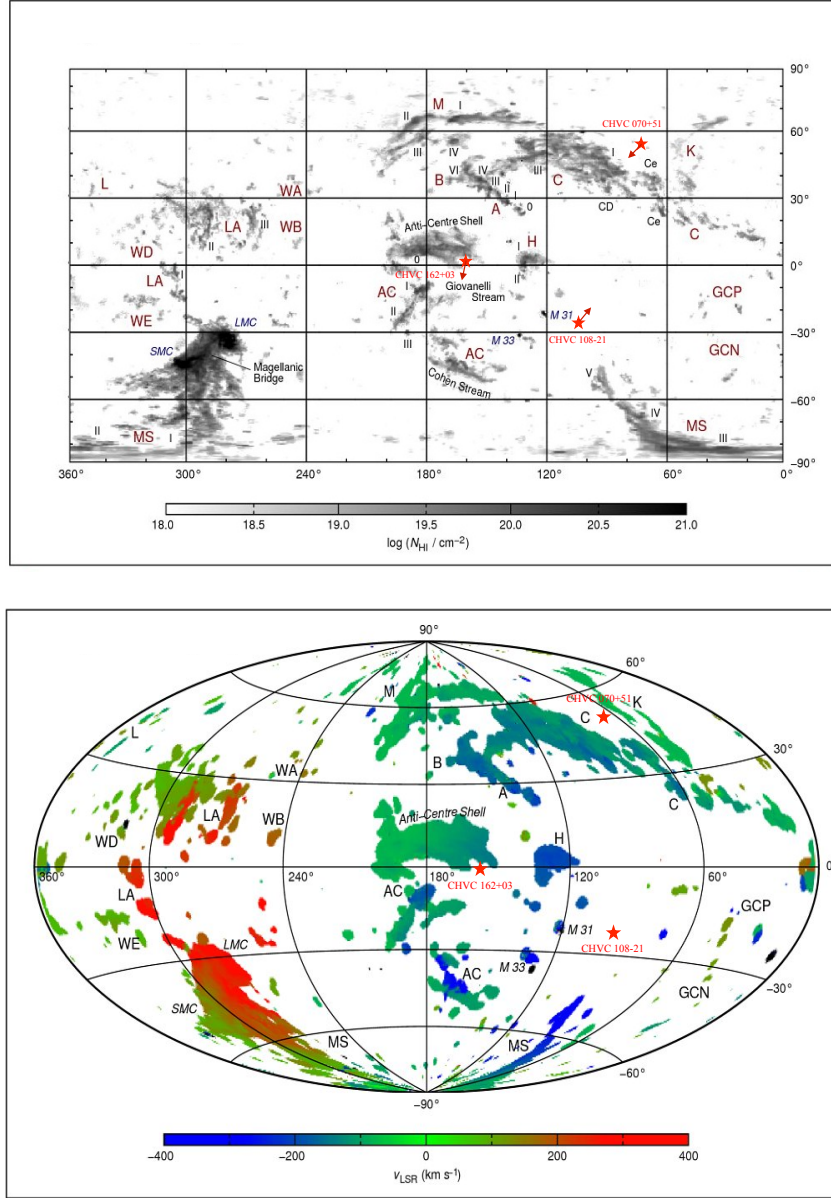 90°
M
I
II
CHVC 070+51
60°
III
IV
III
I
K
VI
IV
Ce
L
B
III
C
II
WA
I
30°
A
0
CD
LA
III
WB
Anti-Centre Shell
Ce
II
H
C
WD
I
0
0°
LA
I
CHVC 162+03
II
AC
I
Giovanelli
Stream
GCP
WE
II
M 31
LMC
CHVC 108-21
-30°
III
M 33
SMC
AC
GCN
Magellanic
Bridge
Cohen Stream
V
-60°
IV
MS
II
MS
I
III
-90°
360° 300° 240° 180° 120° 60° 0°
18.0 18.5 19.0 19.5 20.0 20.5 21.0
log (NHI / cm−2)
90°
60°
M
CHVC 070+51
K
L
C
B
30°
WA
A
C
LA
WB
Anti-Centre Shell
WD
H
360° 300° 240° 180° 120° 60° 0
CHVC 162+03
AC
LA
GCP
M 31
CHVC 108-21
WE
LMC
M 33
AC
−30°
GCN
SMC
MS
MS
−60°
−90°
−400 −200 0 200 400
vLSR (km s−1)